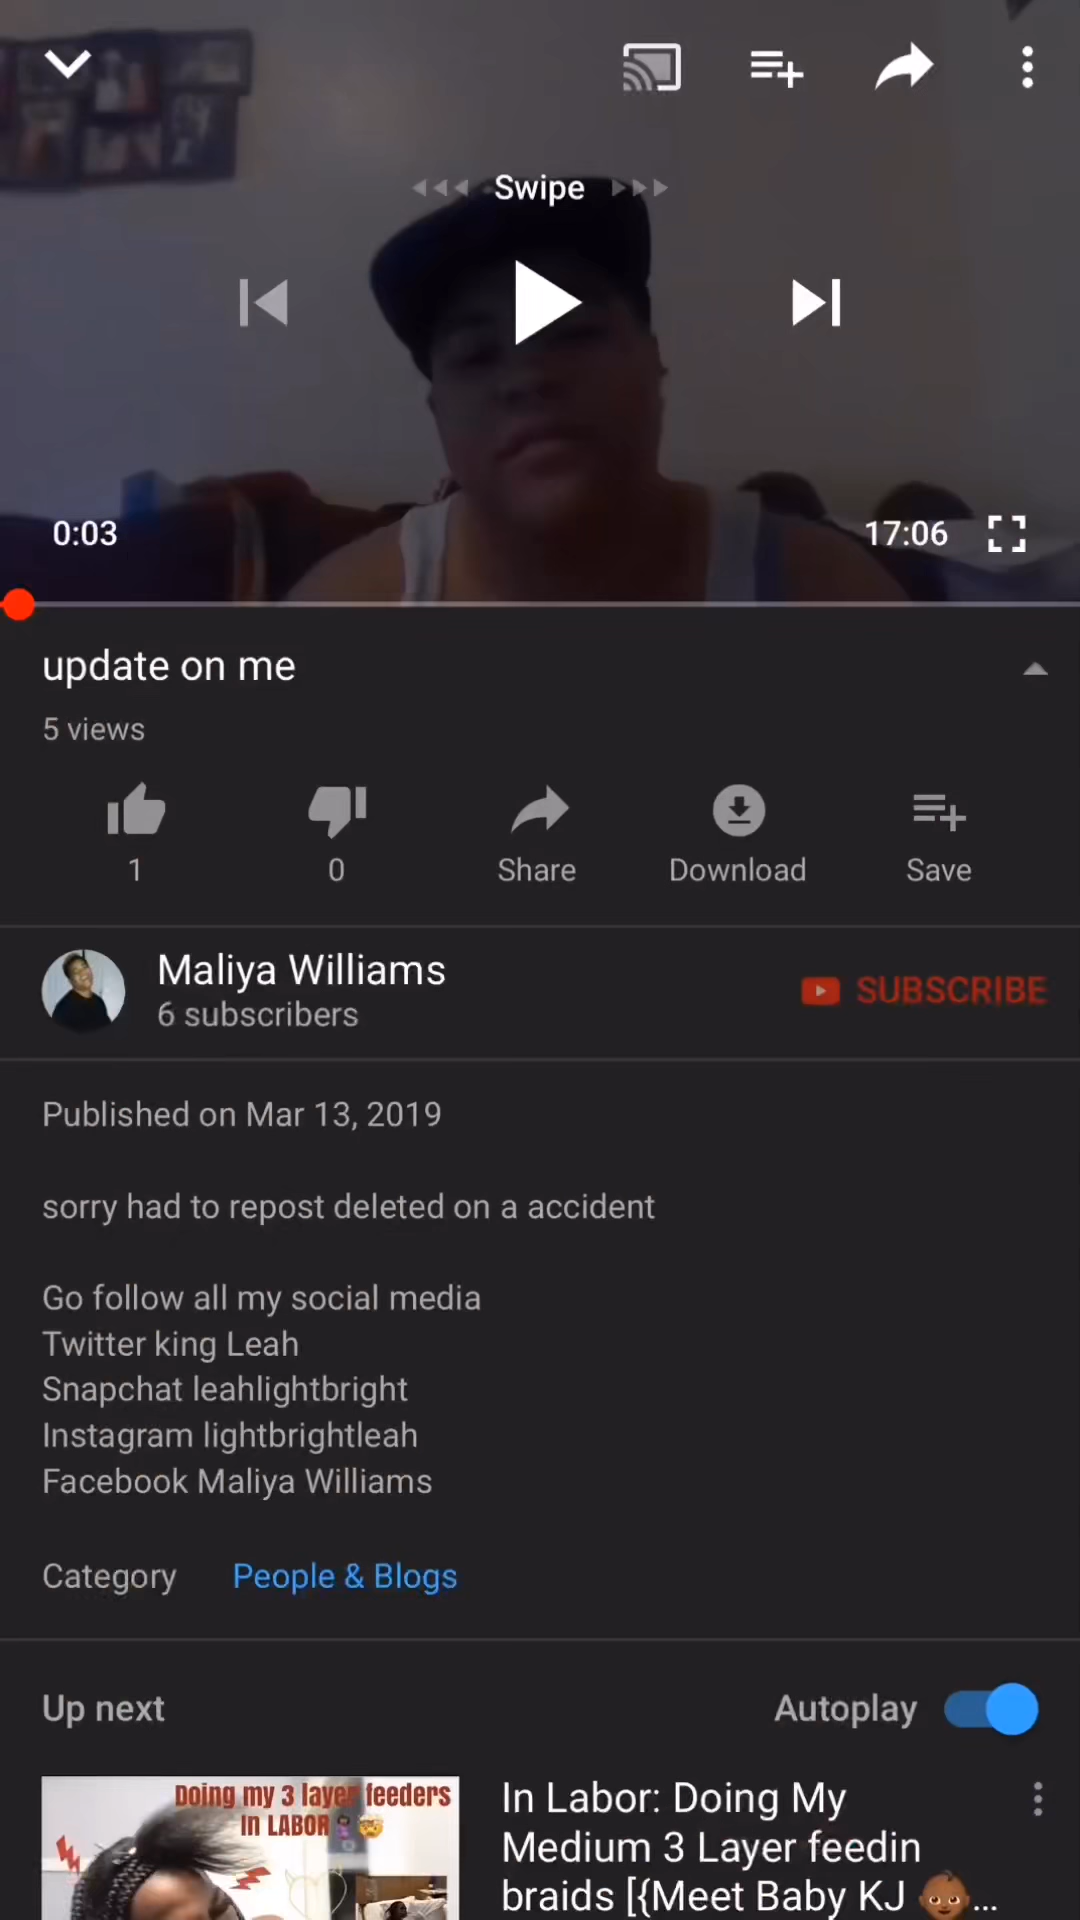 Swipe
0:03
17:06
update on me
5 views
1
0
Share
Download
Save
Maliya Williams
6 subscribers
SUBSCRIBE
Published on Mar 13, 2019
sorry had to repost deleted on a accident
Go follow all my social media
Twitter king Leah
Snapchat leahlightbright
Instagram lightbrightleah
Facebook Maliya Williams
Category People & Blogs
Up next
Autoplay
Doing my 3 layer feeders
In LABOR
In Labor: Doing My
Medium 3 Layer feedin
braids [{Meet Baby KJ 👶🏾...